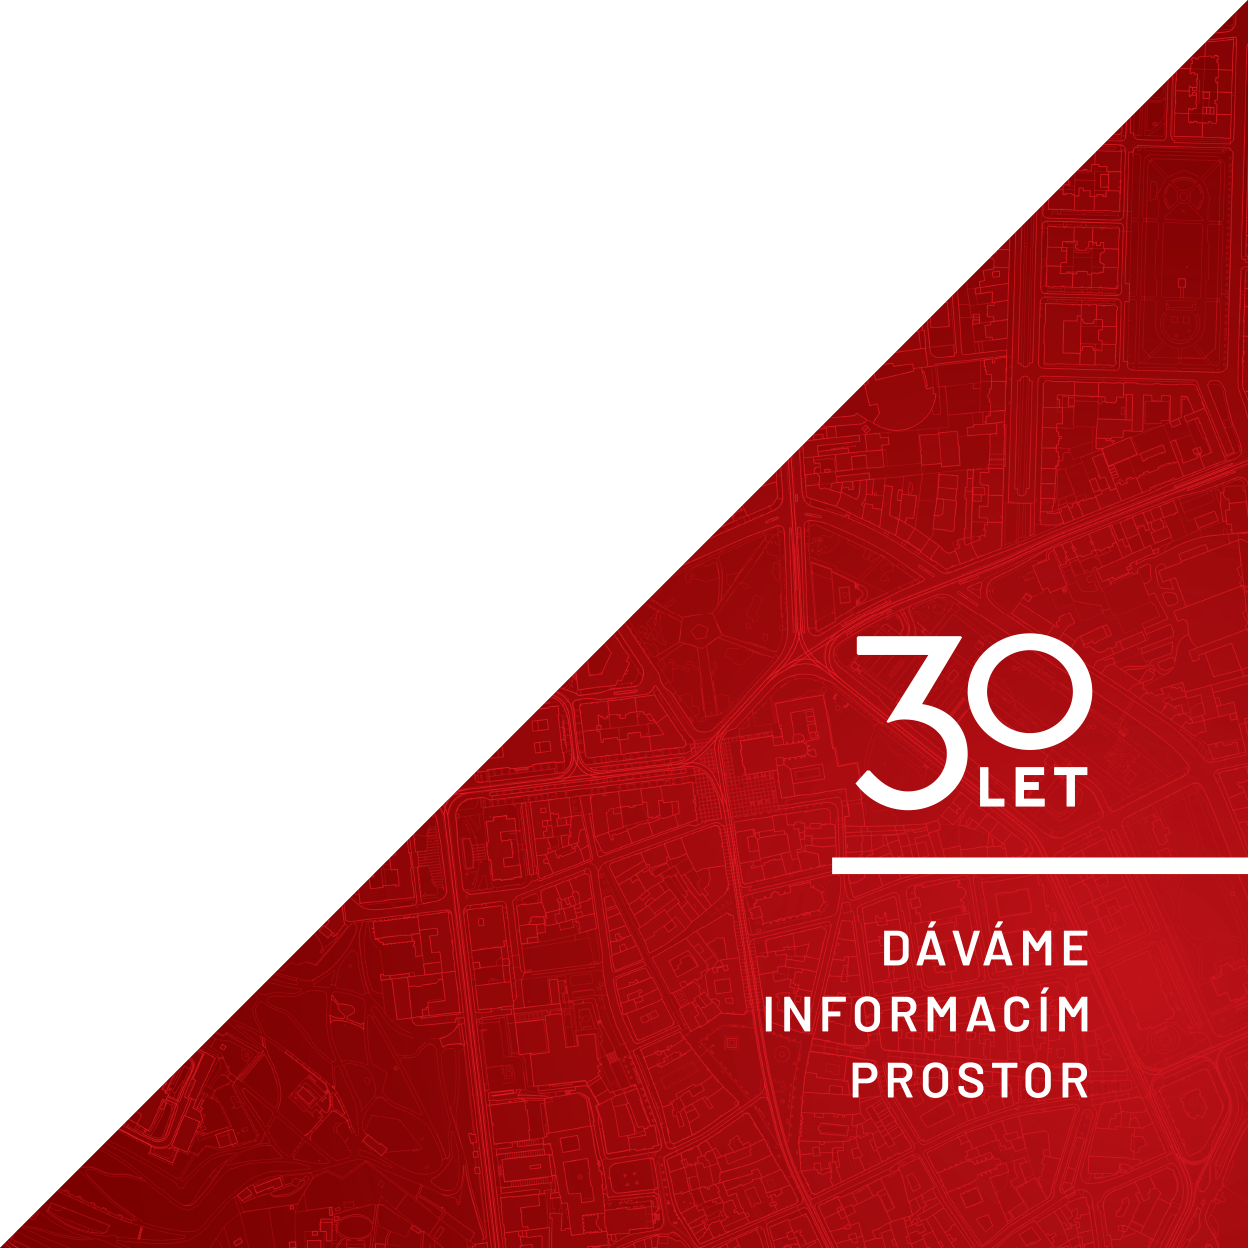 30
LET
DÁVÁME
INFORMACÍM
PROSTOR